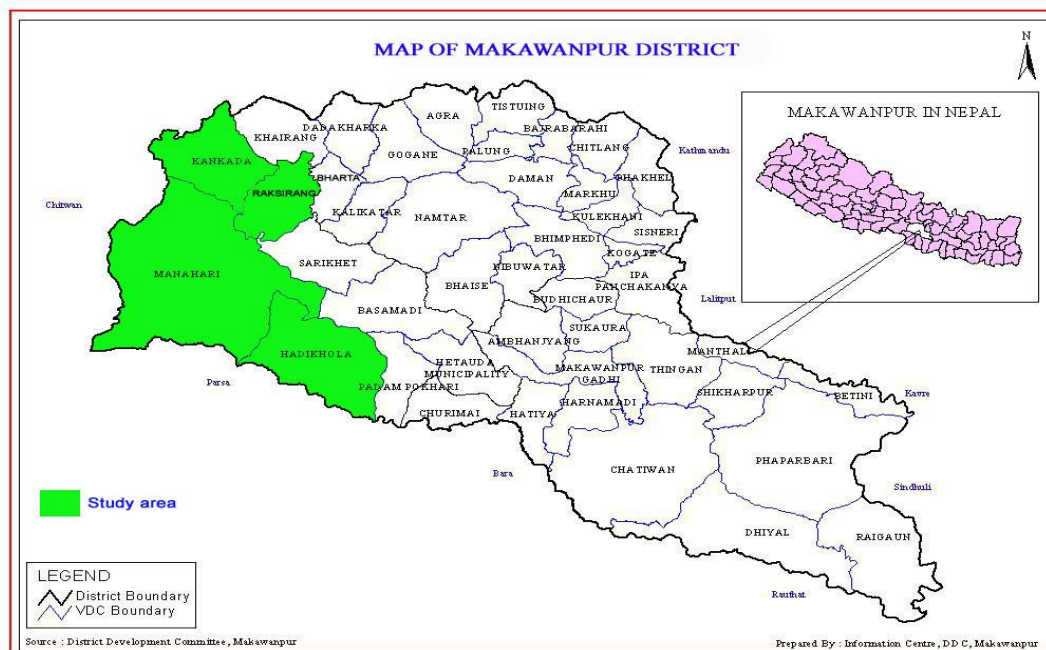 MAP OF MAKAWANPUR DISTRICT
N
MAKAWANPUR IN NEPAL
TISTUING
AGRA
DADAKHARKA
BAJRABARAHI
KHAIRANG
PALUNG
CHITLANG
Kathmandu
GOGANE
KANKADA
BHARTA
DAMAN
PHAKHEL
MARKHU
RAKSIRANG
Chitwan
KALIKATAR
NAMTAR
KULEKHANI
SISNERI
BHIMPHEDI
KOGATE
SARIKHET
NIBUWATAR
IPA
MANAHARI
BHAISE
PANCHAKANYA
BUDHICHAUR
Lalitput
BASAMADI
SUKAURA
AMBHANJYANG
MANTHALI
HADIKHOLA
HETAUDA
MUNICIPALITY
MAKAWANPUR
GADHI
THINGAN
Parsa
PADAM POKHARI
SHIKHARPUR
BETINI
Kavre
CHURIMAI
HATIYA
HARNAMADI
PHAPARBARI
CHATIWAN
Bara
Sindhuli
Study area
DHIYAL
RAIGAUN
LEGEND
District Boundary
VDC Boundary
Rauthat
Source : District Development Committee, Makawanpur
Prepared By : Information Centre, DDC, Makawanpur